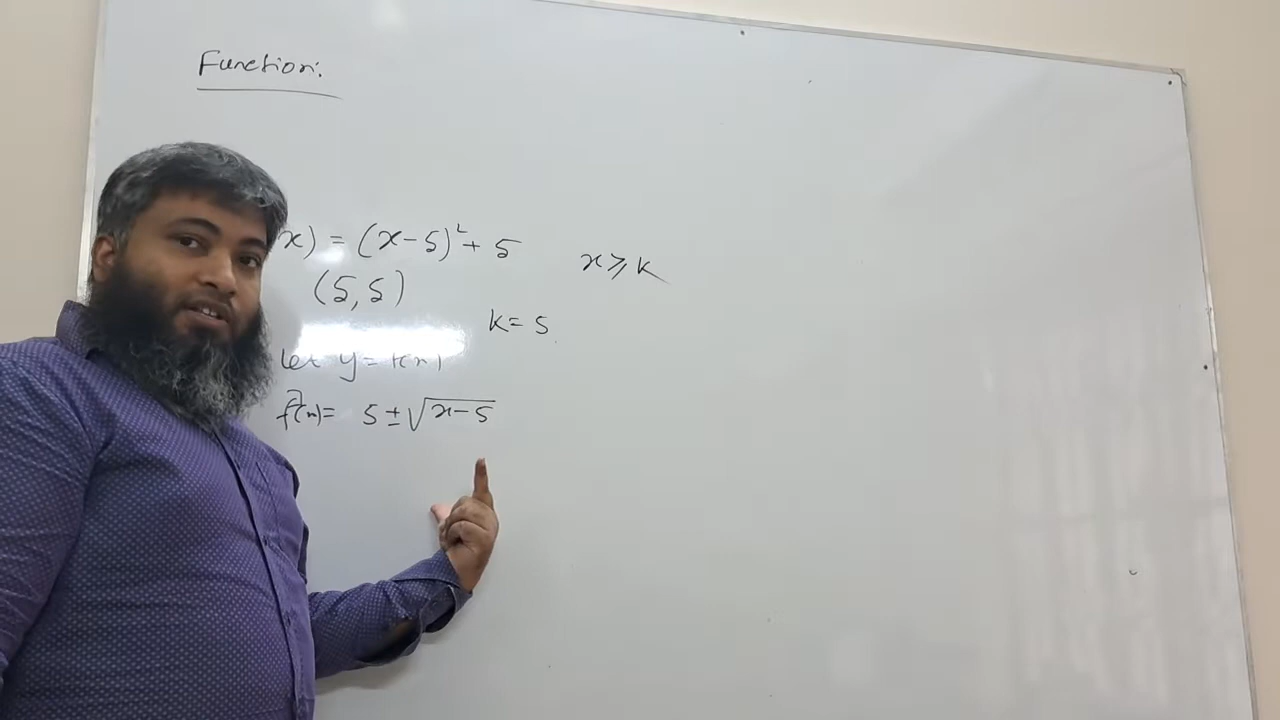 Function:
x) = (x-5)² + 5 x ≥ k
(5,5)
k = 5
let y = f(x)
f⁻¹(x) = 5 ± √(x-5)